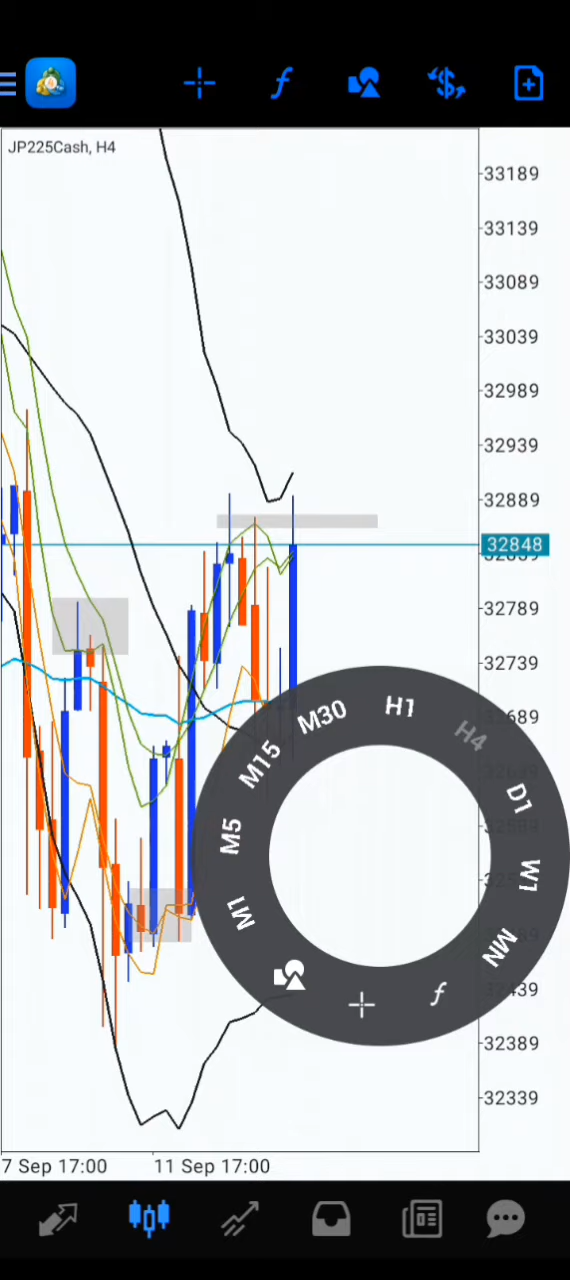 JP225Cash, H4
33189
33139
33089
33039
32989
32939
32889
32848
32789
32739
32389
32339
M1
M5
M15
M30
H1
H4
D1
W1
MN
f
7 Sep 17:00
11 Sep 17:00